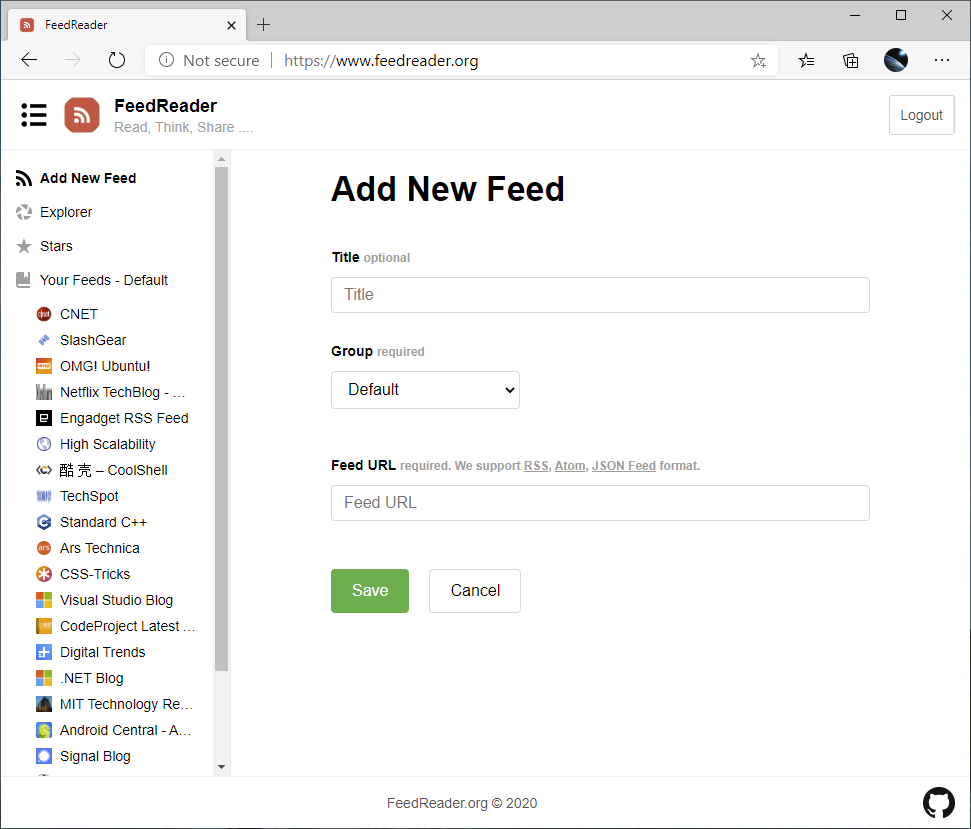 FeedReader
Not secure | https://www.feedreader.org
FeedReader
Read, Think, Share ....
Logout
Add New Feed
Explorer
Stars
Your Feeds - Default
CNET
SlashGear
OMG! Ubuntu!
Netflix TechBlog - ...
Engadget RSS Feed
High Scalability
酷 壳 – CoolShell
TechSpot
Standard C++
Ars Technica
CSS-Tricks
Visual Studio Blog
CodeProject Latest ...
Digital Trends
.NET Blog
MIT Technology Re...
Android Central - A...
Signal Blog
Add New Feed
Title optional
Title
Group required
Default
Feed URL required. We support RSS, Atom, JSON Feed format.
Feed URL
Save
Cancel
FeedReader.org © 2020